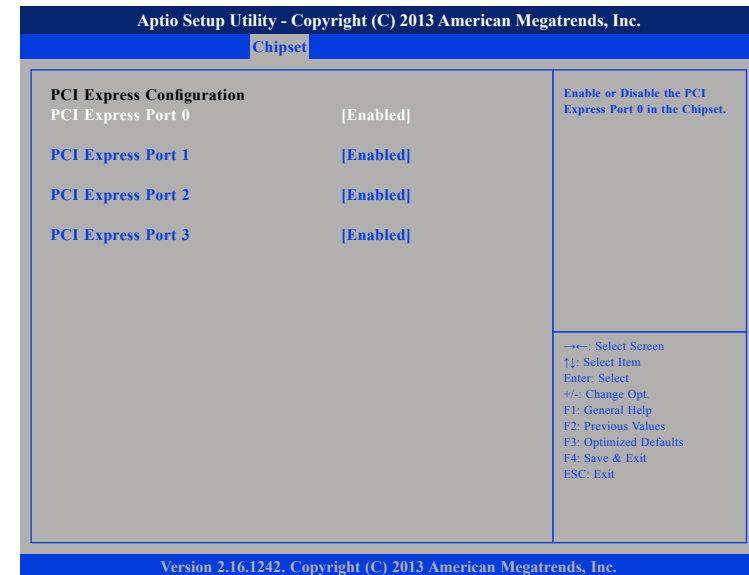 Aptio Setup Utility - Copyright (C) 2013 American Megatrends, Inc.
Chipset
PCI Express Configuration
PCI Express Port 0 [Enabled]
PCI Express Port 1 [Enabled]
PCI Express Port 2 [Enabled]
PCI Express Port 3 [Enabled]
Enable or Disable the PCI
Express Port 0 in the Chipset.
→←: Select Screen
↑↓: Select Item
Enter: Select
+/-: Change Opt.
F1: General Help
F2: Previous Values
F3: Optimized Defaults
F4: Save & Exit
ESC: Exit
Version 2.16.1242. Copyright (C) 2013 American Megatrends, Inc.